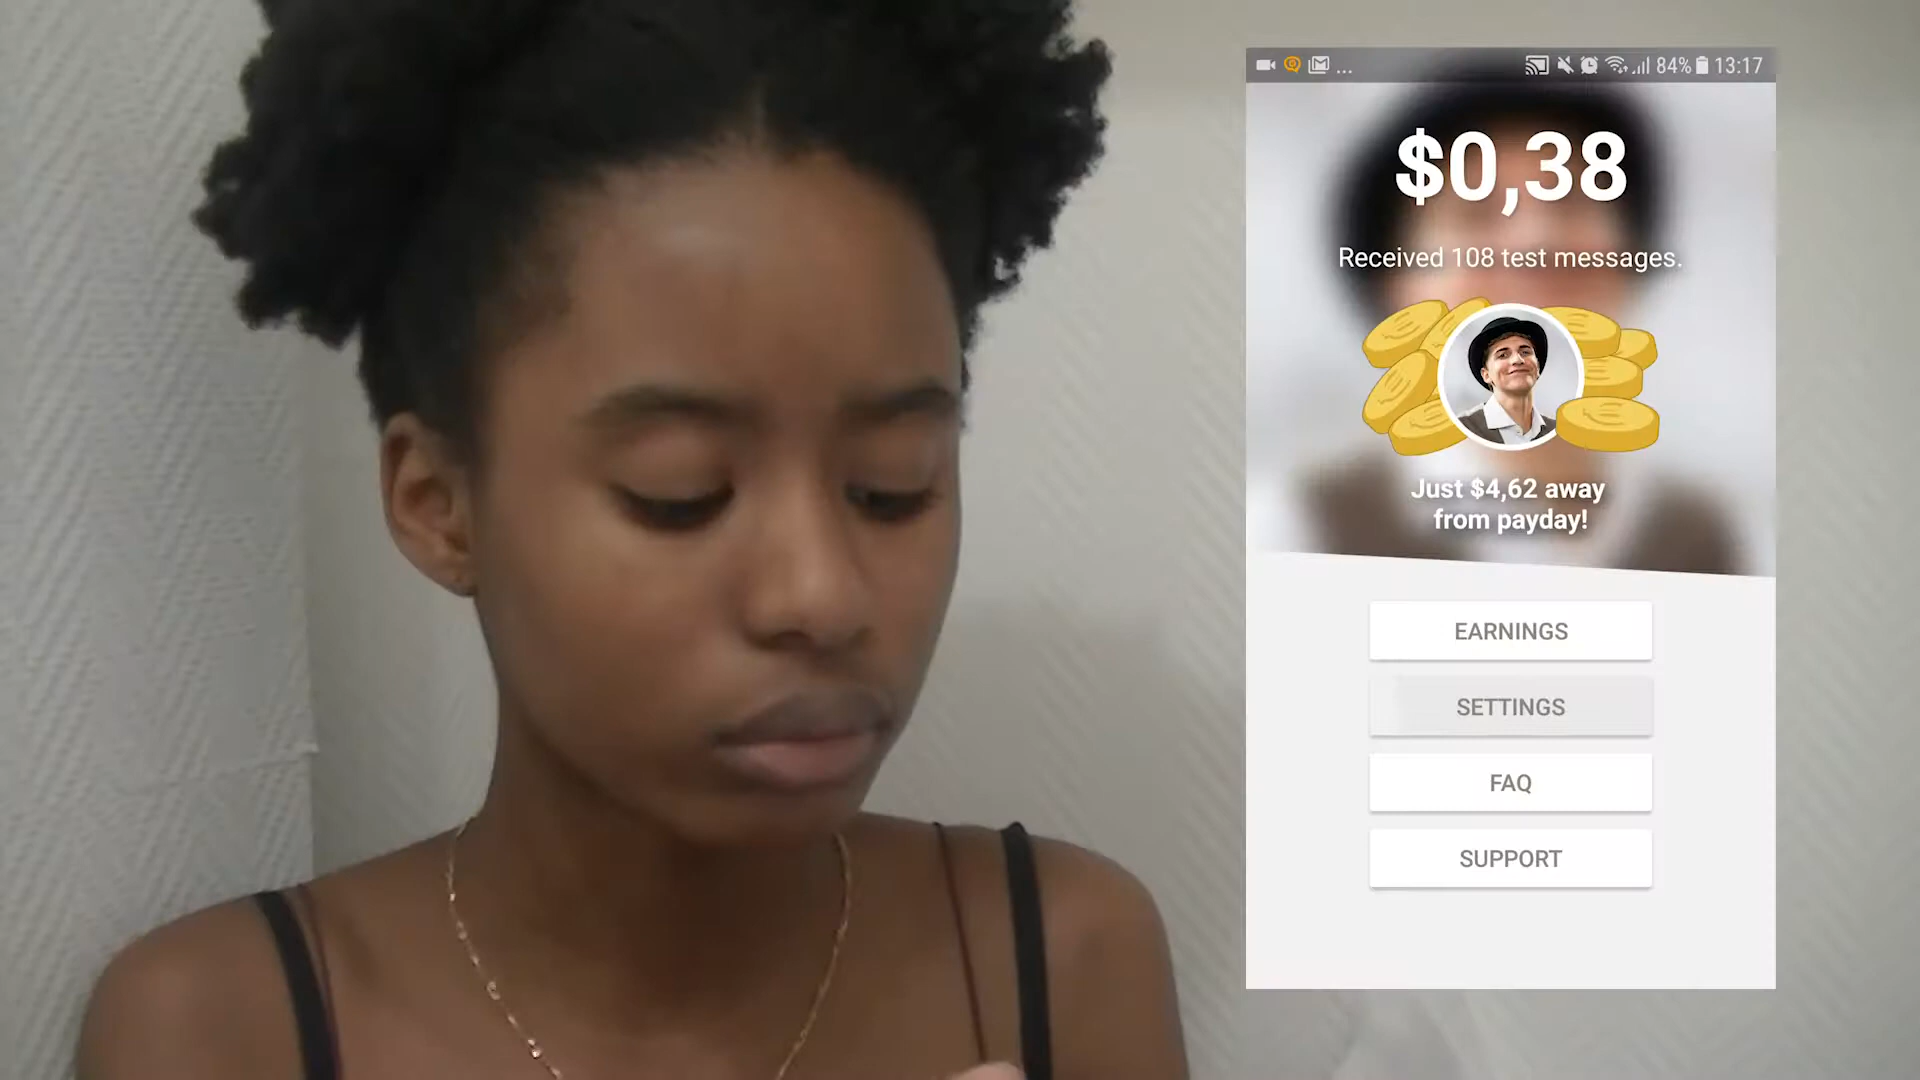 ... 84% 13:17
$0,38
Received 108 test messages.
Just $4,62 away
from payday!
EARNINGS
SETTINGS
FAQ
SUPPORT